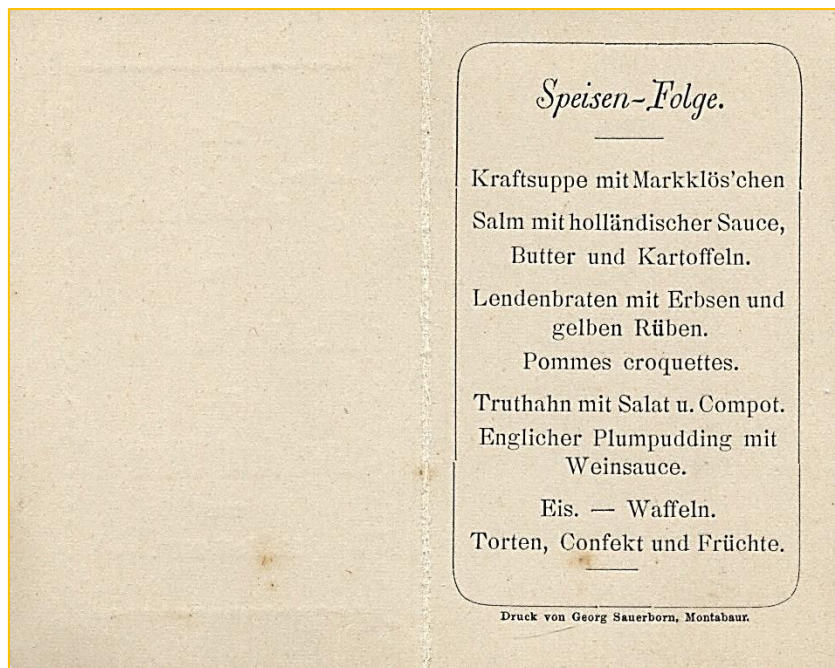 Speisen-Folge.
Kraftsuppe mit Markklös'chen
Salm mit holländischer Sauce,
Butter und Kartoffeln.
Lendenbraten mit Erbsen und
gelben Rüben.
Pommes croquettes.
Truthahn mit Salat u. Compot.
Englicher Plumpudding mit
Weinsauce.
Eis. — Waffeln.
Torten, Confekt und Früchte.
Druck von Georg Sauerborn, Montabaur.